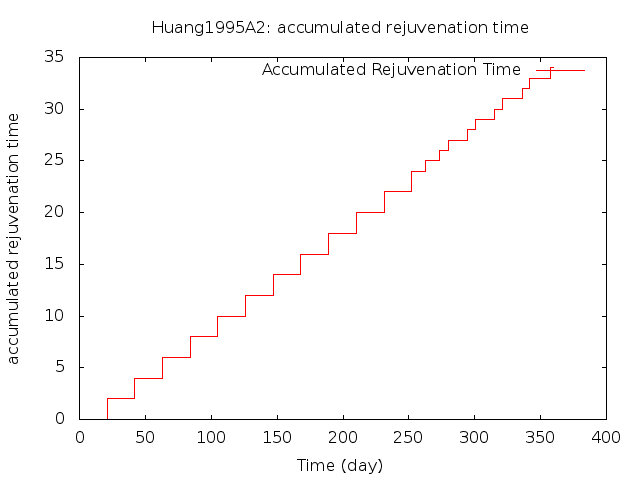 Huang1995A2: accumulated rejuvenation time
Accumulated Rejuvenation Time
accumulated rejuvenation time
35
30
25
20
15
10
5
0
0 50 100 150 200 250 300 350 400
Time (day)